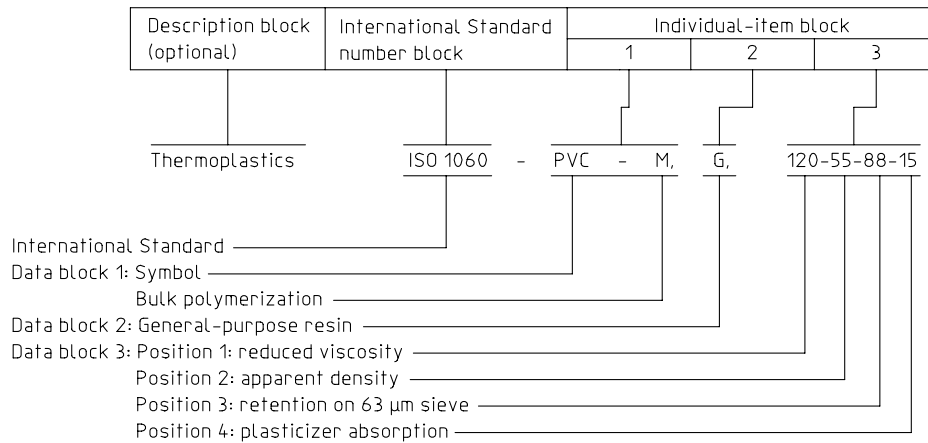 Description block (optional)
International Standard number block
Individual-item block
1 2 3
Thermoplastics ISO 1060 - PVC - M, G, 120-55-88-15
International Standard
Data block 1: Symbol
Bulk polymerization
Data block 2: General-purpose resin
Data block 3: Position 1: reduced viscosity
Position 2: apparent density
Position 3: retention on 63 µm sieve
Position 4: plasticizer absorption